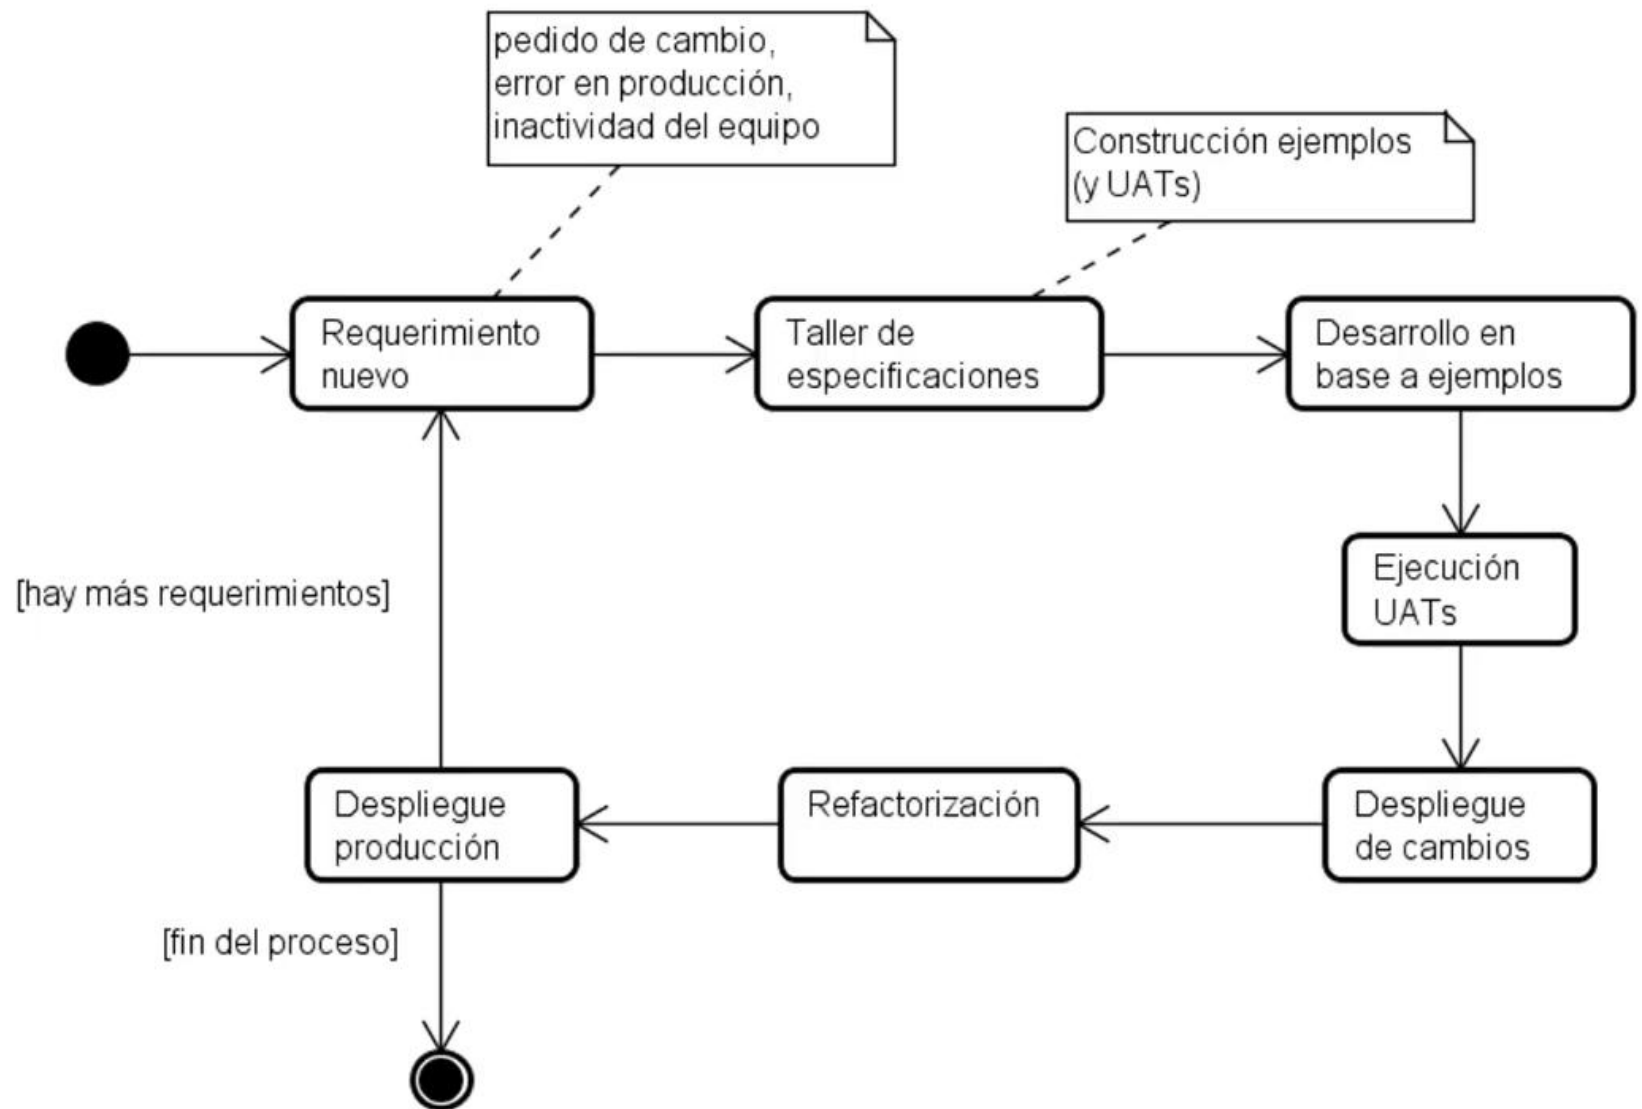 pedido de cambio,
error en producción,
inactividad del equipo
Construcción ejemplos
(y UATs)
Requerimiento
nuevo
Taller de
especificaciones
Desarrollo en
base a ejemplos
[hay más requerimientos]
Ejecución
UATs
Despliegue
producción
Refactorización
Despliegue
de cambios
[fin del proceso]